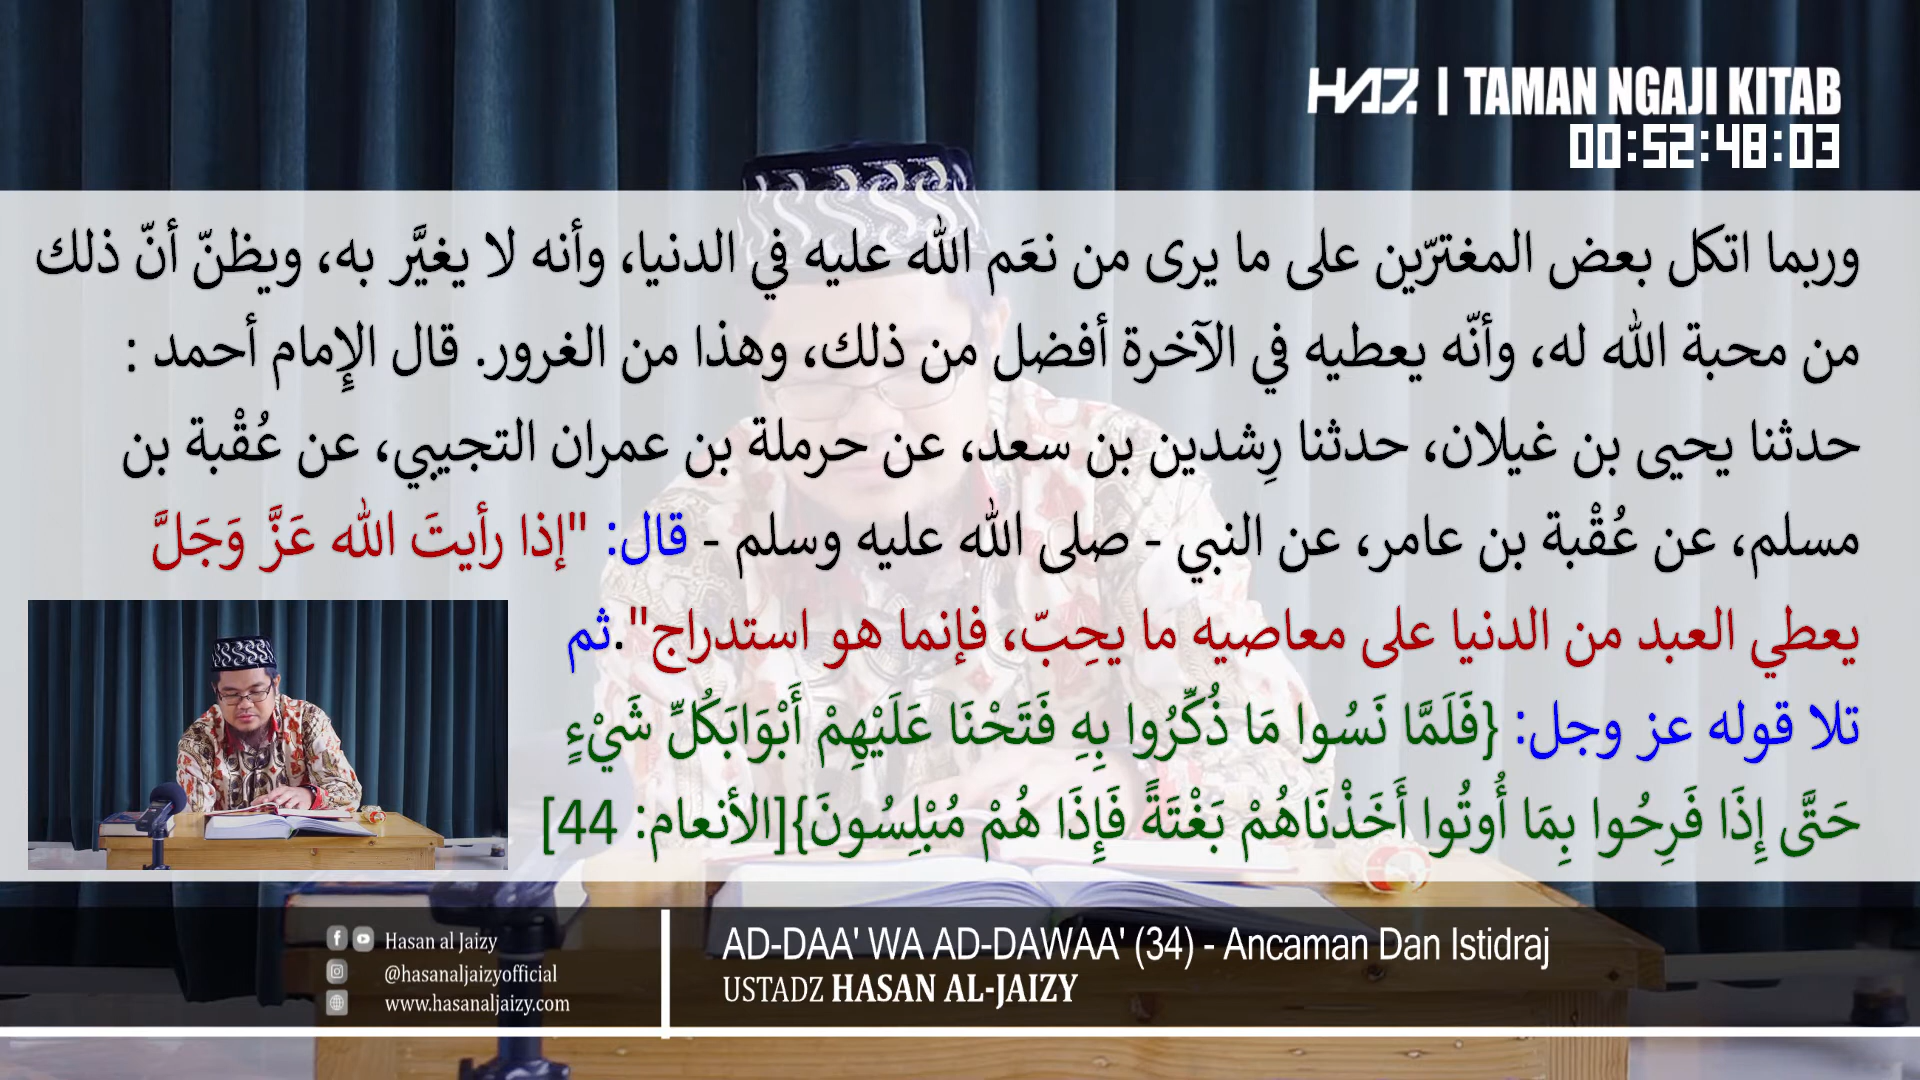 HAZ | TAMAN NGAJI KITAB
00:52:48:03
وربما اتكل بعض المغترّين على ما يرى من نعَم الله عليه في الدنيا، وأنه لا يغيَّر به، ويظنّ أنّ ذلك
من محبة الله له، وأنّه يعطيه في الآخرة أفضل من ذلك، وهذا من الغرور. قال الإِمام أحمد :
حدثنا يحيى بن غيلان، حدثنا رِشدين بن سعد، عن حرملة بن عمران التجيبي، عن عُقْبة بن
مسلم، عن عُقْبة بن عامر، عن النبي - صلى الله عليه وسلم - قال: "إذا رأيتَ الله عَزَّ وَجَلَّ
يعطي العبد من الدنيا على معاصيه ما يحِبّ، فإنما هو استدراج".ثم
تلا قوله عز وجل: {فَلَمَّا نَسُوا مَا ذُكِّرُوا بِهِ فَتَحْنَا عَلَيْهِمْ أَبْوَابَكُلِّ شَيْءٍ
حَتَّى إِذَا فَرِحُوا بِمَا أُوتُوا أَخَذْنَاهُمْ بَغْتَةً فَإِذَا هُمْ مُبْلِسُونَ}[الأنعام: 44]
Hasan al Jaizy
@hasanaljaizyofficial
www.hasanaljaizy.com
AD-DAA' WA AD-DAWAA' (34) - Ancaman Dan Istidraj
USTADZ HASAN AL-JAIZY